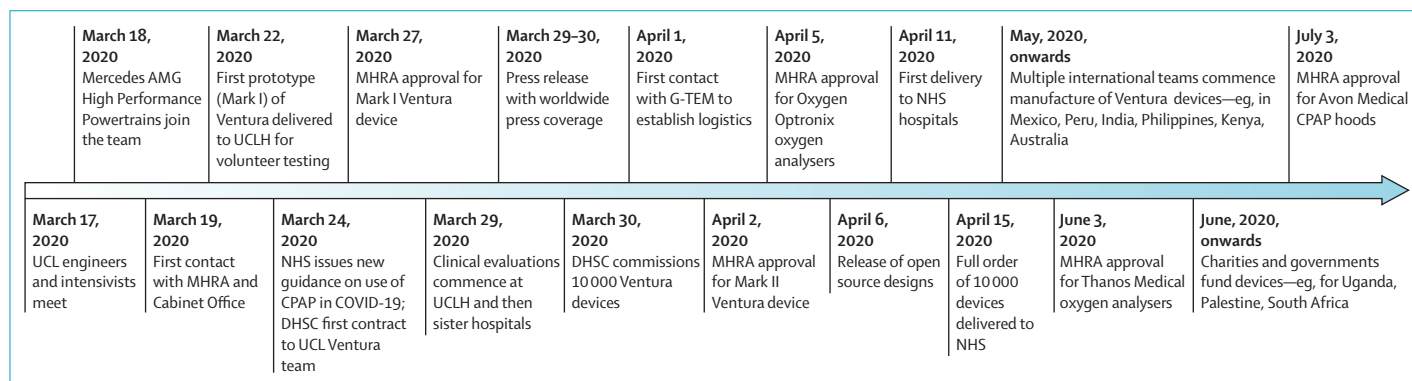 March 18,
2020
Mercedes AMG
High Performance
Powertrains join
the team
March 22,
2020
First prototype
(Mark I) of
Ventura delivered
to UCLH for
volunteer testing
March 27,
2020
MHRA approval for
Mark I Ventura
device
March 29–30,
2020
Press release
with worldwide
press coverage
April 1,
2020
First contact
with G-TEM to
establish logistics
April 5,
2020
MHRA approval
for Oxygen
Optronix
oxygen
analysers
April 11,
2020
First delivery
to NHS
hospitals
May, 2020,
onwards
Multiple international teams commence
manufacture of Ventura devices—eg, in
Mexico, Peru, India, Philippines, Kenya,
Australia
July 3,
2020
MHRA approval
for Avon Medical
CPAP hoods
March 17,
2020
UCL engineers
and intensivists
meet
March 19,
2020
First contact
with MHRA and
Cabinet Office
March 24,
2020
NHS issues new
guidance on use of
CPAP in COVID-19;
DHSC first contract
to UCL Ventura
team
March 29,
2020
Clinical evaluations
commence at
UCLH and then
sister hospitals
March 30,
2020
DHSC commissions
10 000 Ventura
devices
April 2,
2020
MHRA approval
for Mark II
Ventura device
April 6,
2020
Release of open
source designs
April 15,
2020
Full order
of 10 000
devices
delivered to
NHS
June 3,
2020
MHRA approval
for Thanos Medical
oxygen analysers
June, 2020,
onwards
Charities and governments
fund devices—eg, for Uganda,
Palestine, South Africa